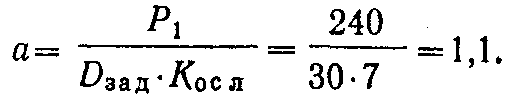 a = P₁ / (Dзад · Kосл) = 240 / (30·7) = 1,1.